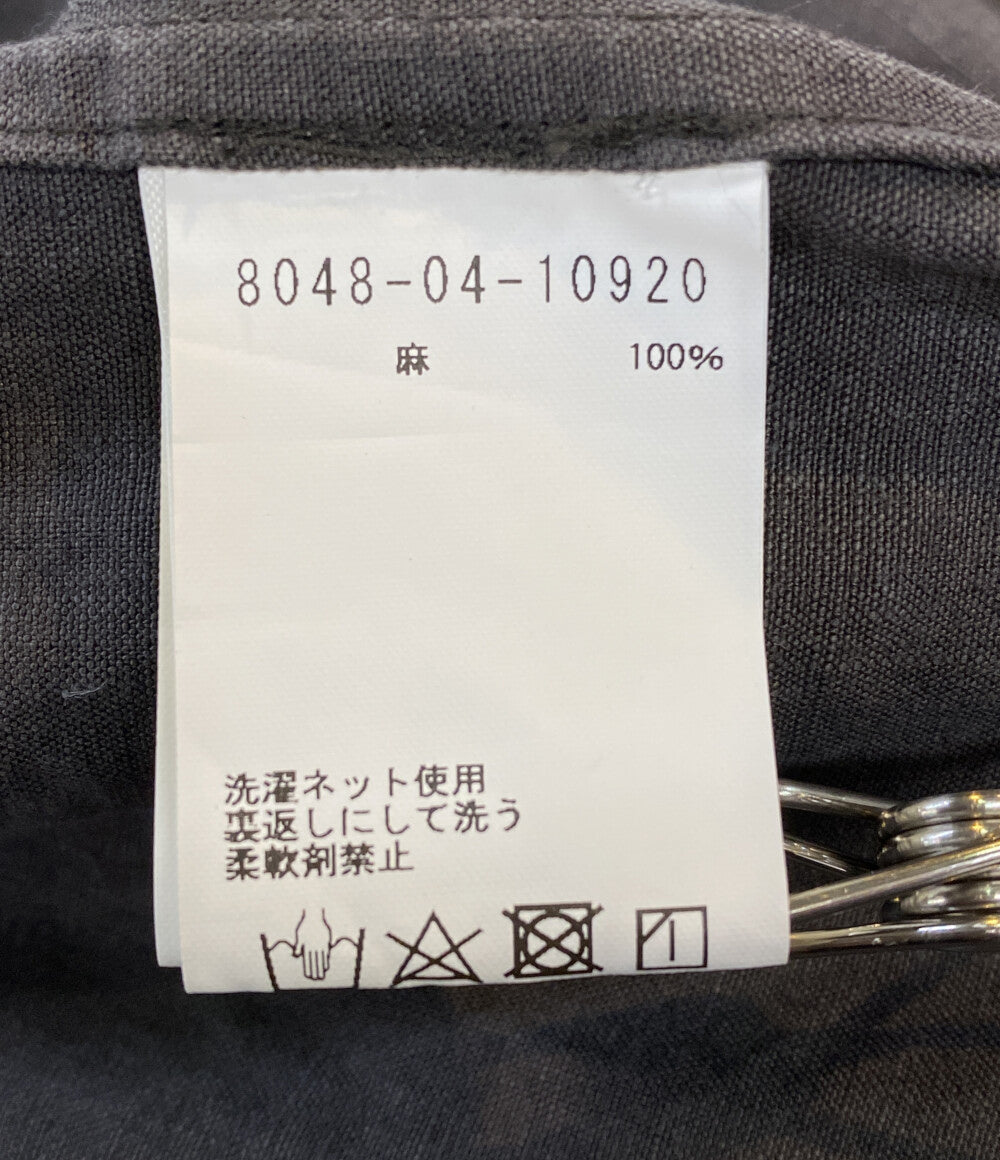 8048-04-10920
麻 100%
洗濯ネット使用
裏返しにして洗う
柔軟剤禁止